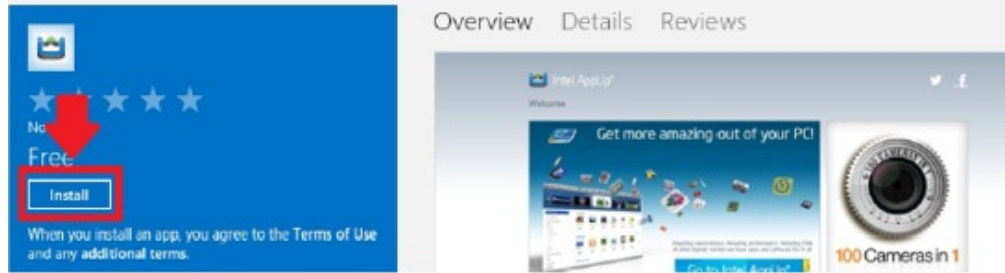 Overview Details Reviews
Intel AppUp®
Welcome
No
Free
Install
When you install an app, you agree to the Terms of Use
and any additional terms.
Get more amazing out of your PC!
Go to Intel AppUp®
100 Cameras in 1